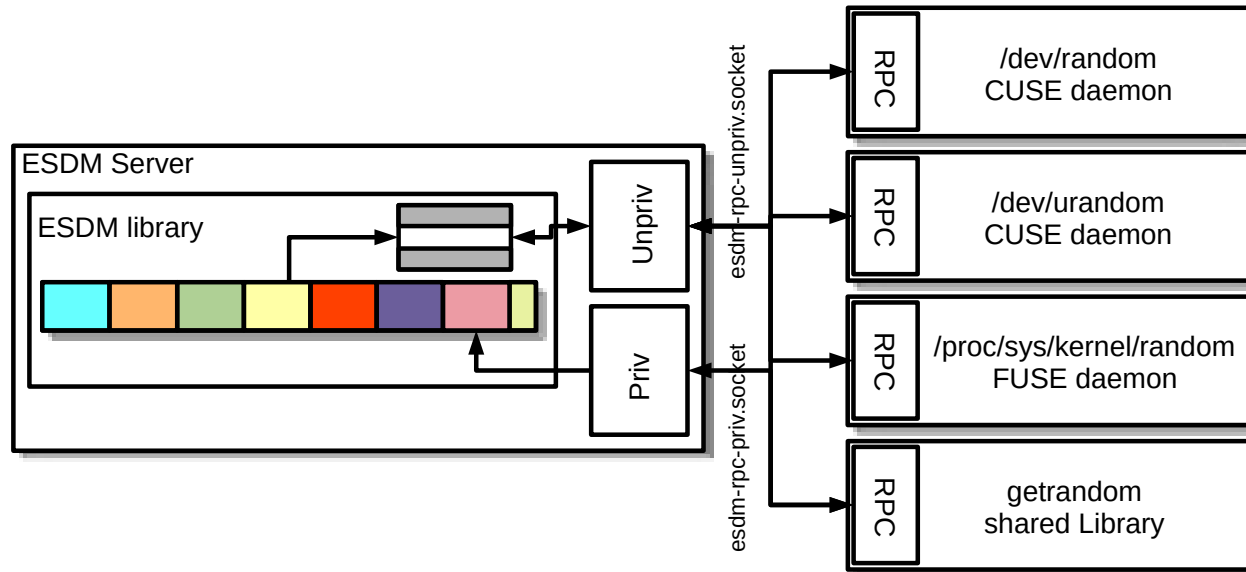 ESDM Server
ESDM library
Unpriv
Priv
esdm-rpc-unpriv.socket
esdm-rpc-priv.socket
RPC
/dev/random
CUSE daemon
RPC
/dev/urandom
CUSE daemon
RPC
/proc/sys/kernel/random
FUSE daemon
RPC
getrandom
shared Library